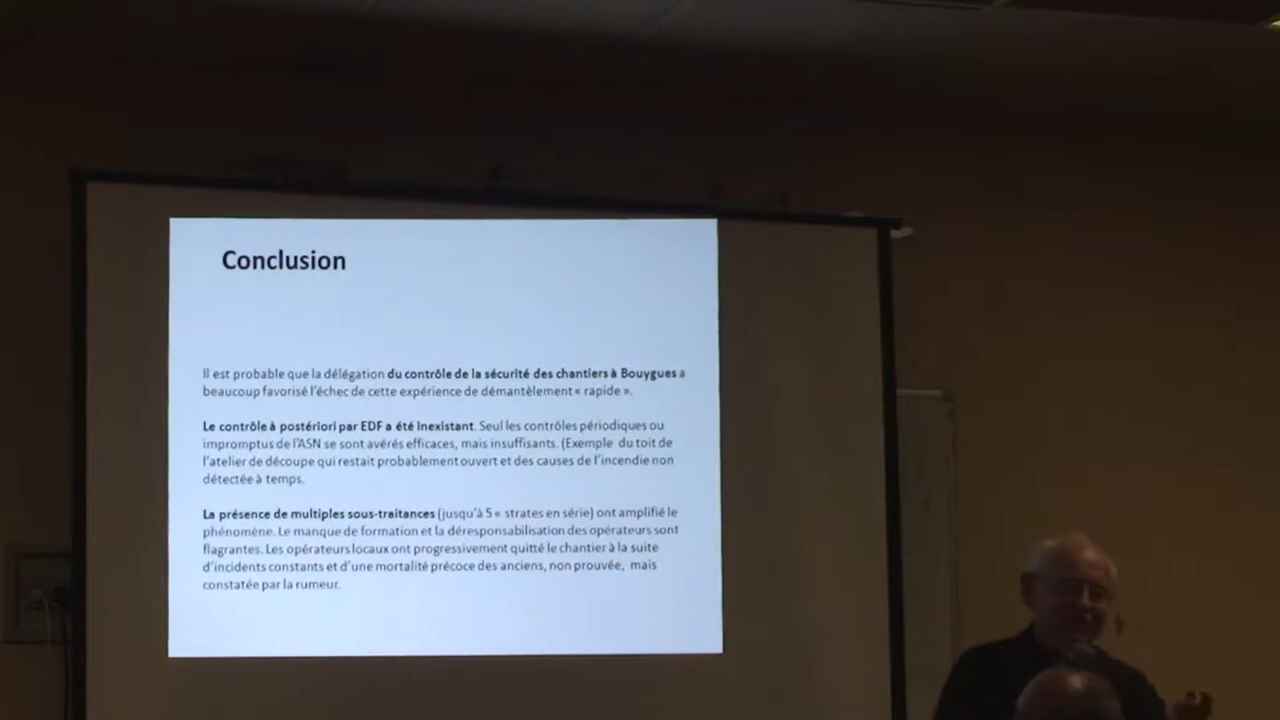 Conclusion
Il est probable que la délégation du contrôle de la sécurité des chantiers à Bouygues a
beaucoup favorisé l'échec de cette expérience de démantèlement « rapide ».
Le contrôle à postériori par EDF a été inexistant. Seul les contrôles périodiques ou
impromptus de l'ASN se sont avérés efficaces, mais insuffisants. (Exemple du toit de
l'atelier de découpe qui restait probablement ouvert et des causes de l'incendie non
détectée à temps.
La présence de multiples sous-traitances (jusqu'à 5 « strates en série) ont amplifié le
phénomène. Le manque de formation et la déresponsabilisation des opérateurs sont
flagrantes. Les opérateurs locaux ont progressivement quitté le chantier à la suite
d'incidents constants et d'une mortalité précoce des anciens, non prouvée, mais
constatée par la rumeur.